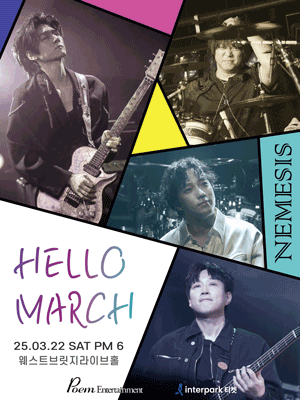 NEMESIS
HELLO
MARCH
25.03.22 SAT PM 6
웨스트브릿지라이브홀
Poem Entertainment
interpark 티켓